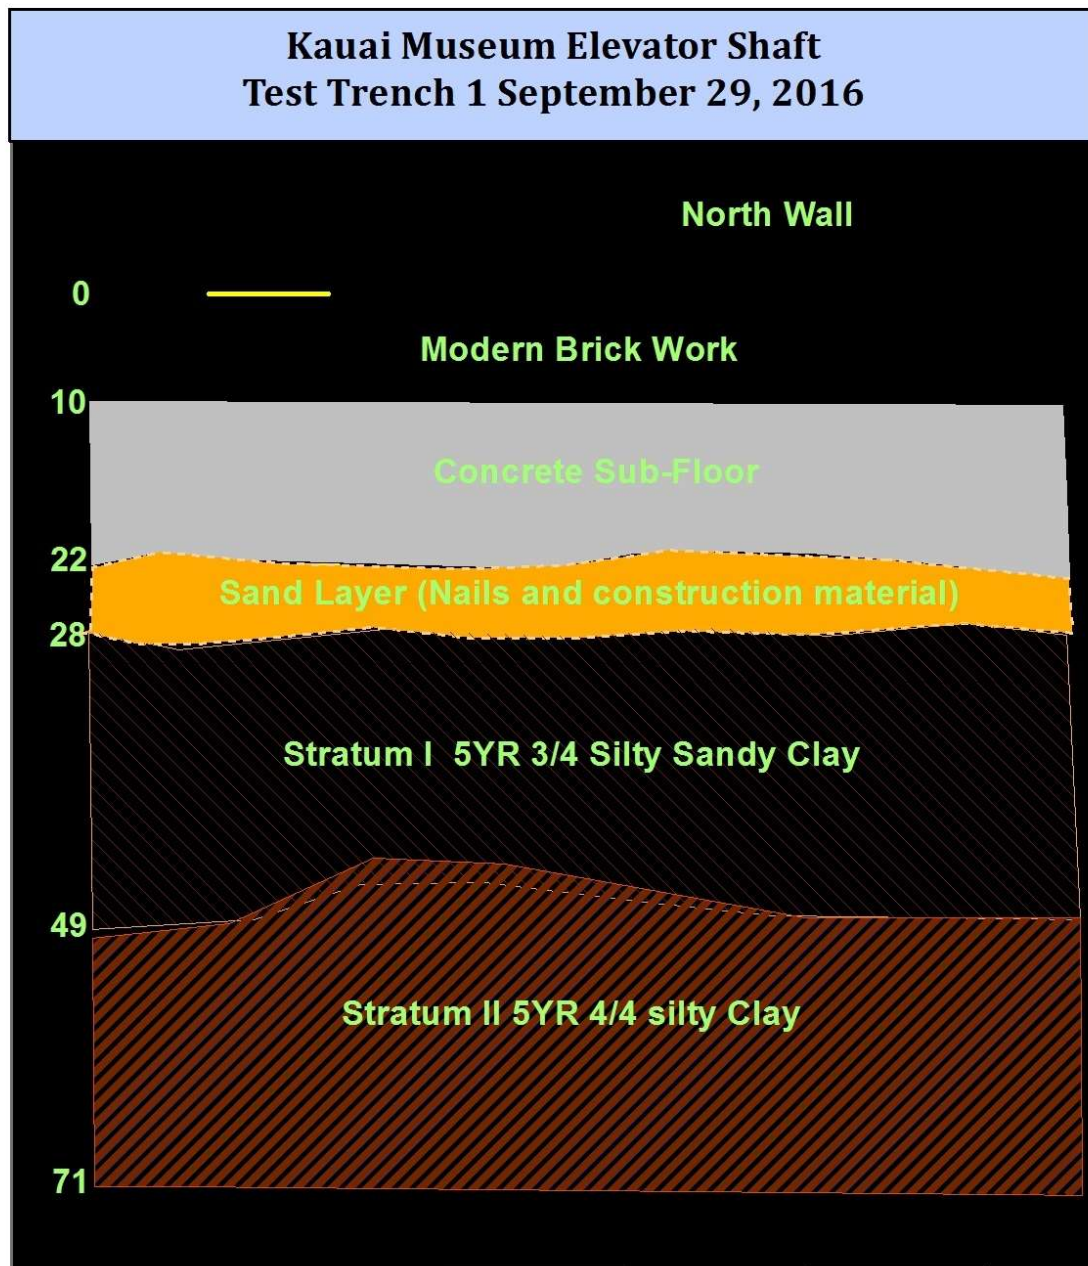 Kauai Museum Elevator Shaft
Test Trench 1 September 29, 2016
North Wall
0
Modern Brick Work
10
Concrete Sub-Floor
22
Sand Layer (Nails and construction material)
28
Stratum I  5YR 3/4 Silty Sandy Clay
49
Stratum II 5YR 4/4 silty Clay
71